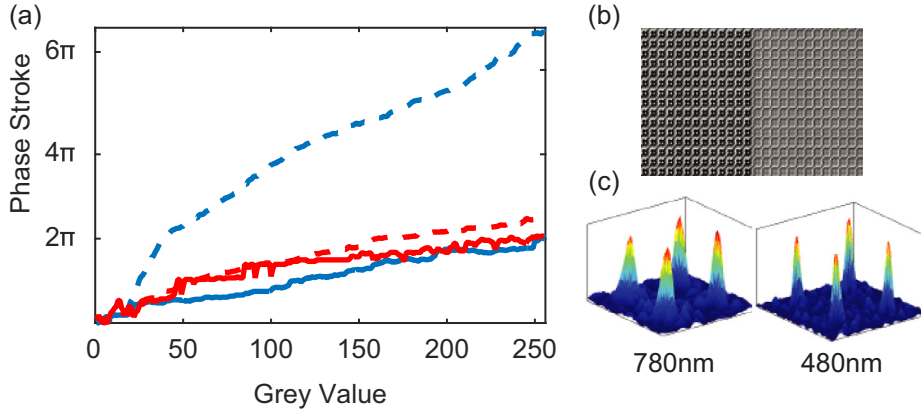 (a)
Phase Stroke
6π
4π
2π
0 50 100 150 200 250
Grey Value
(b)
(c)
780nm 480nm